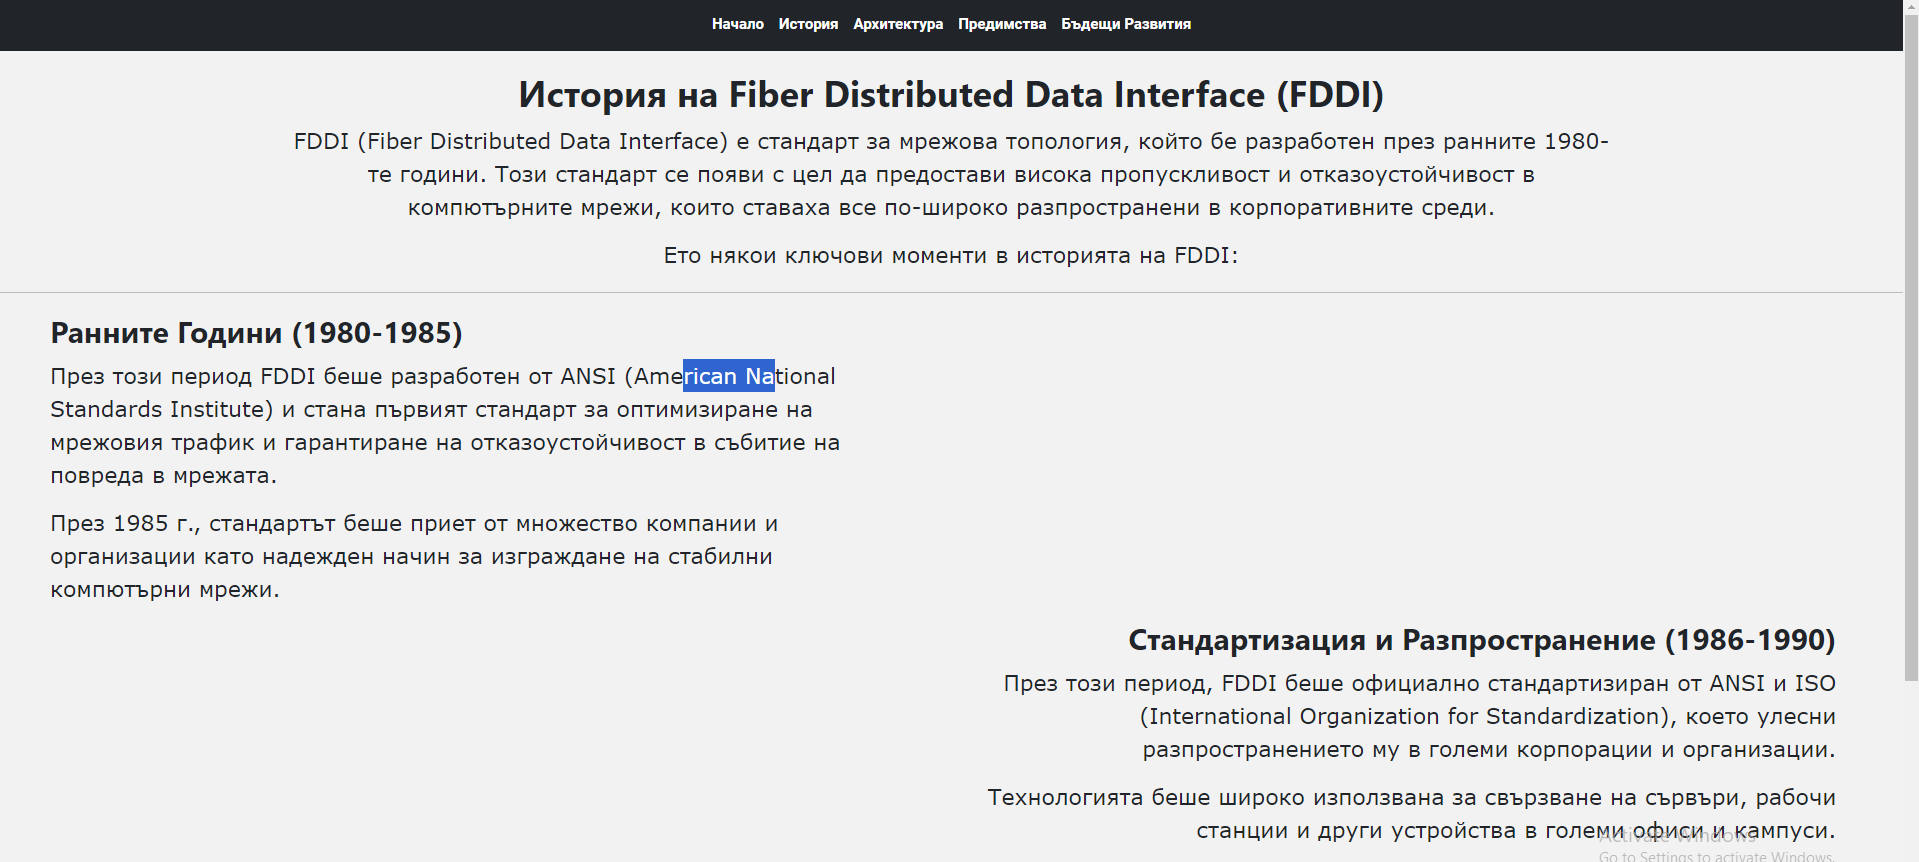 Начало История Архитектура Предимства Бъдещи Развития
История на Fiber Distributed Data Interface (FDDI)
FDDI (Fiber Distributed Data Interface) е стандарт за мрежова топология, който бе разработен през ранните 1980-
те години. Този стандарт се появи с цел да предостави висока пропускливост и отказоустойчивост в
компютърните мрежи, които ставаха все по-широко разпространени в корпоративните среди.
Ето някои ключови моменти в историята на FDDI:
Ранните Години (1980-1985)
През този период FDDI беше разработен от ANSI (American National
Standards Institute) и стана първият стандарт за оптимизиране на
мрежовия трафик и гарантиране на отказоустойчивост в събитие на
повреда в мрежата.
През 1985 г., стандартът беше приет от множество компании и
организации като надежден начин за изграждане на стабилни
компютърни мрежи.
Стандартизация и Разпространение (1986-1990)
През този период, FDDI беше официално стандартизиран от ANSI и ISO
(International Organization for Standardization), което улесни
разпространението му в големи корпорации и организации.
Технологията беше широко използвана за свързване на сървъри, рабочи
станции и други устройства в големи офиси и кампуси.
Activate Windows
Go to Settings to activate Windows.